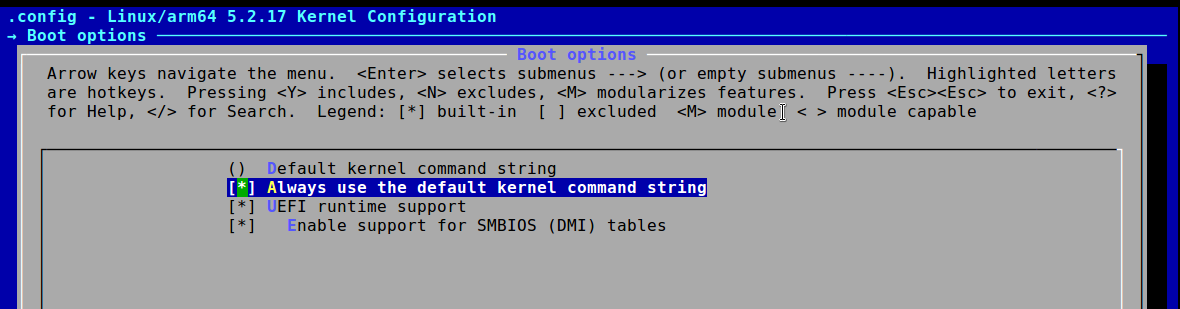 .config - Linux/arm64 5.2.17 Kernel Configuration
→ Boot options
Boot options
Arrow keys navigate the menu.  <Enter> selects submenus ---> (or empty submenus ----).  Highlighted letters
are hotkeys.  Pressing <Y> includes, <N> excludes, <M> modularizes features.  Press <Esc><Esc> to exit, <?>
for Help, </> for Search.  Legend: [*] built-in  [ ] excluded  <M> module  < > module capable
()  Default kernel command string
[*] Always use the default kernel command string
[*] UEFI runtime support
[*]   Enable support for SMBIOS (DMI) tables